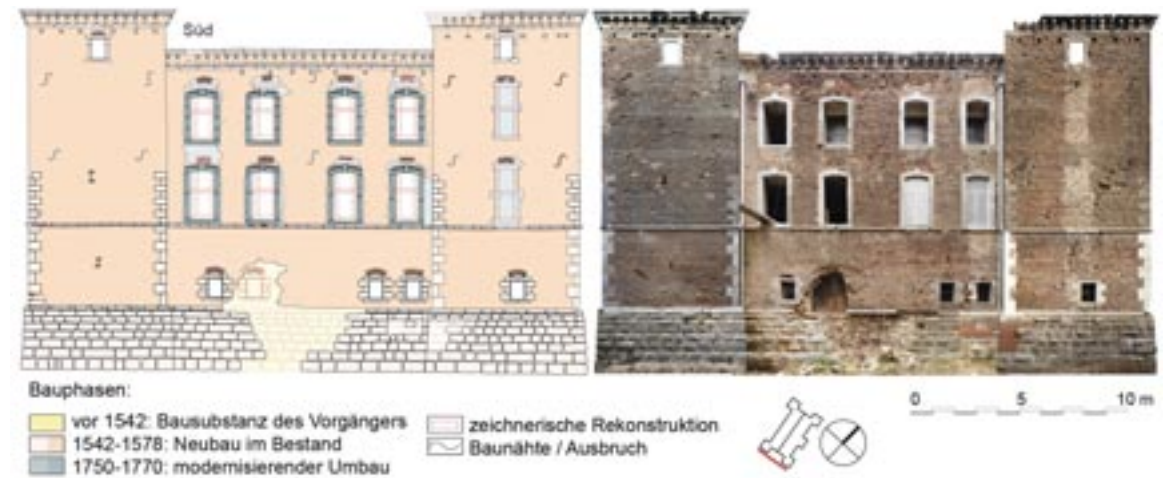 Süd
Bauphasen:
vor 1542: Bausubstanz des Vorgängers
1542-1578: Neubau im Bestand
1750-1770: modernisierender Umbau
zeichnerische Rekonstruktion
Baunähte / Ausbruch
0 5 10 m